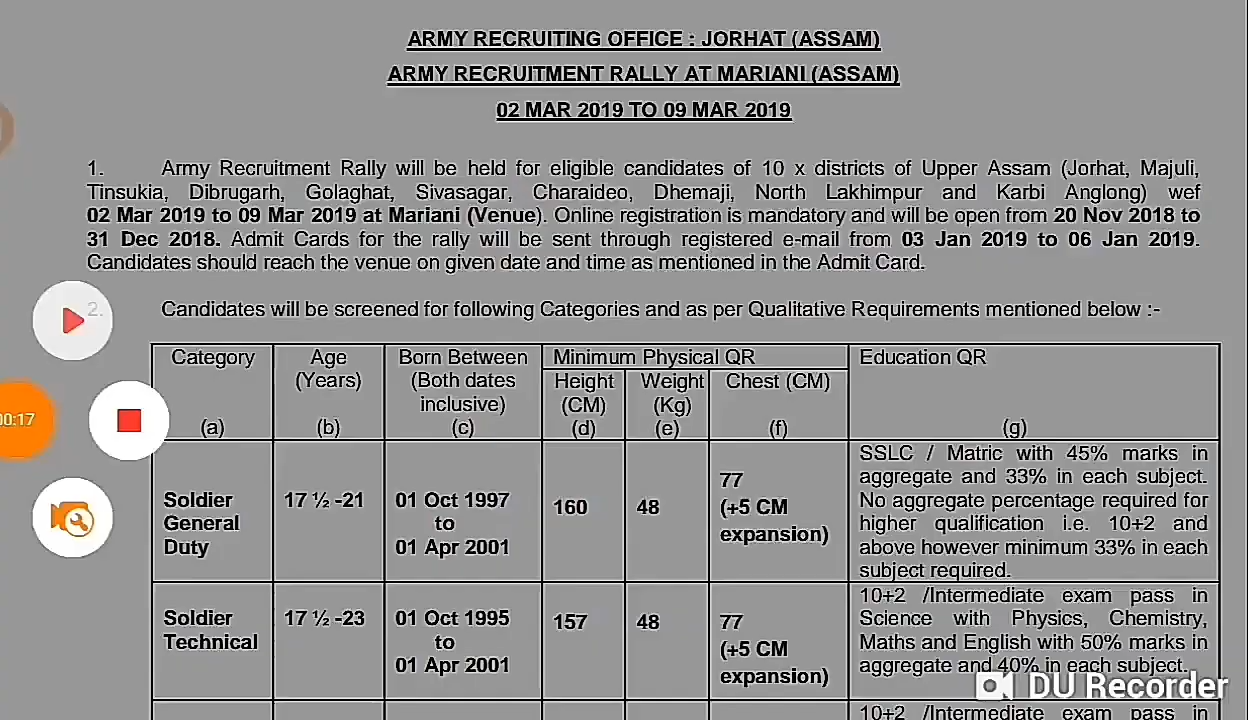 ARMY RECRUITING OFFICE : JORHAT (ASSAM)
ARMY RECRUITMENT RALLY AT MARIANI (ASSAM)
02 MAR 2019 TO 09 MAR 2019
1. Army Recruitment Rally will be held for eligible candidates of 10 x districts of Upper Assam (Jorhat, Majuli,
Tinsukia, Dibrugarh, Golaghat, Sivasagar, Charaideo, Dhemaji, North Lakhimpur and Karbi Anglong) wef
02 Mar 2019 to 09 Mar 2019 at Mariani (Venue). Online registration is mandatory and will be open from 20 Nov 2018 to
31 Dec 2018. Admit Cards for the rally will be sent through registered e-mail from 03 Jan 2019 to 06 Jan 2019.
Candidates should reach the venue on given date and time as mentioned in the Admit Card.
2. Candidates will be screened for following Categories and as per Qualitative Requirements mentioned below :-
Category
(a)
Age
(Years)
(b)
Born Between
(Both dates
inclusive)
(c)
Minimum Physical QR
Height
(CM)
(d)
Weight
(Kg)
(e)
Chest (CM)
(f)
Education QR
(g)
Soldier
General
Duty
17 ½ -21
01 Oct 1997
to
01 Apr 2001
160
48
77
(+5 CM
expansion)
SSLC / Matric with 45% marks in
aggregate and 33% in each subject.
No aggregate percentage required for
higher qualification i.e. 10+2 and
above however minimum 33% in each
subject required.
Soldier
Technical
17 ½ -23
01 Oct 1995
to
01 Apr 2001
157
48
77
(+5 CM
expansion)
10+2 /Intermediate exam pass in
Science with Physics, Chemistry,
Maths and English with 50% marks in
aggregate and 40% in each subject.
10+2 /Intermediate exam pass in
00:17
DU Recorder